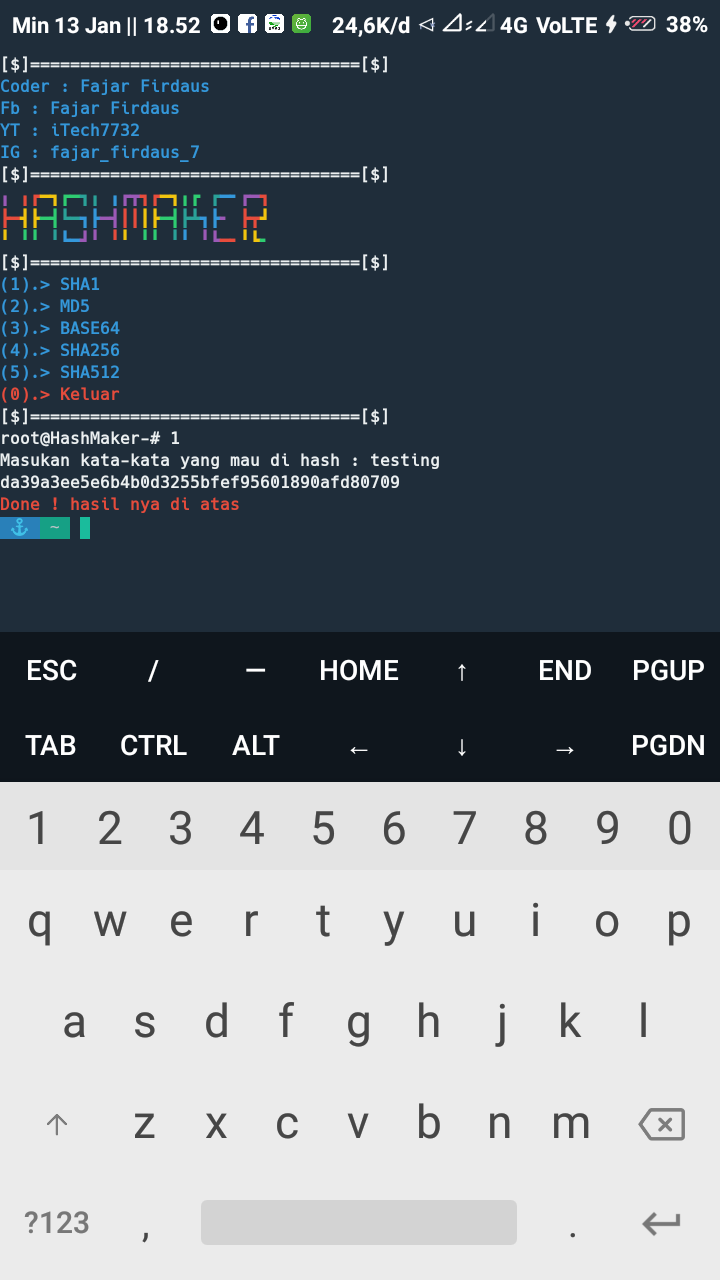 Min 13 Jan || 18.52 24,6K/d 4G VoLTE 38%
[$]=================================[$]
Coder : Fajar Firdaus
Fb : Fajar Firdaus
YT : iTech7732
IG : fajar_firdaus_7
[$]=================================[$]
HASHMAKER
[$]=================================[$]
(1).> SHA1
(2).> MD5
(3).> BASE64
(4).> SHA256
(5).> SHA512
(0).> Keluar
[$]=================================[$]
root@HashMaker~# 1
Masukan kata-kata yang mau di hash : testing
da39a3ee5e6b4b0d3255bfef95601890afd80709
Done ! hasil nya di atas
~
ESC / — HOME ↑ END PGUP
TAB CTRL ALT ← ↓ → PGDN
1 2 3 4 5 6 7 8 9 0
q w e r t y u i o p
a s d f g h j k l
z x c v b n m
?123 , .